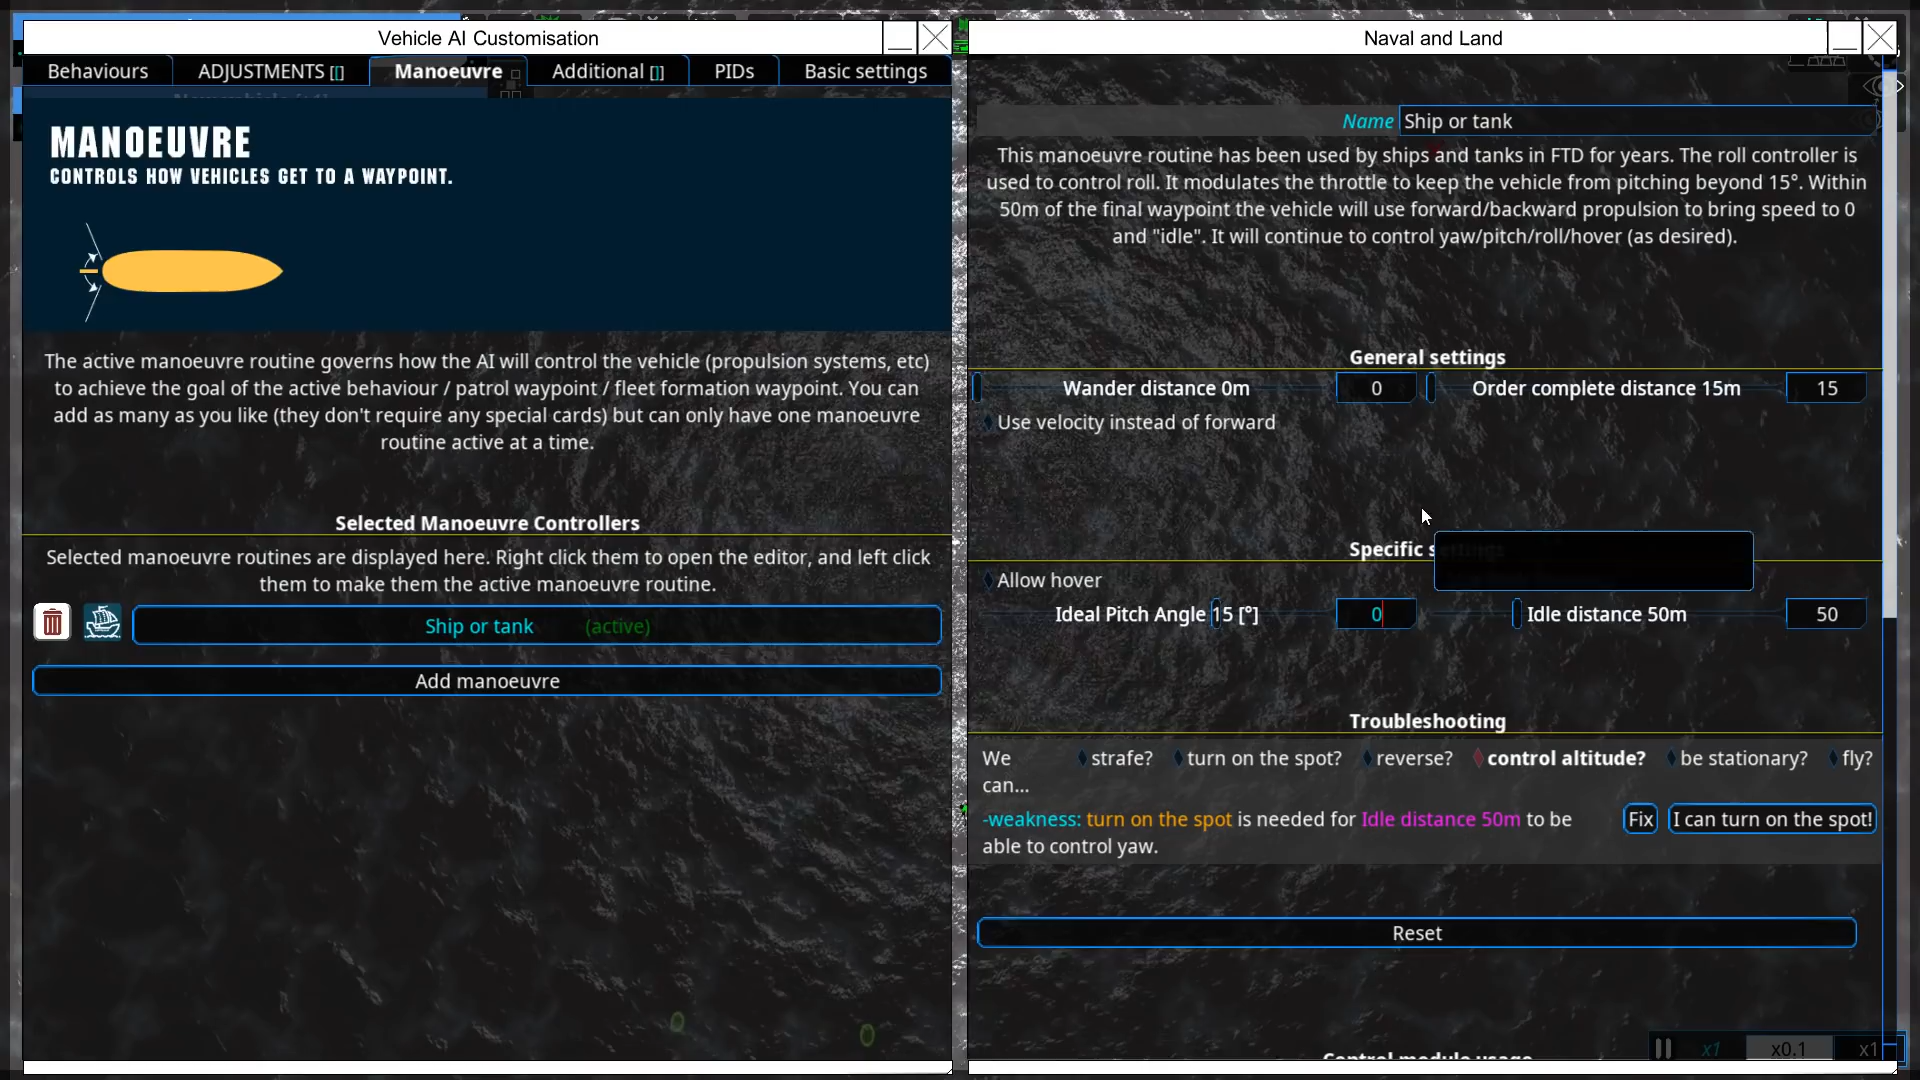 Vehicle AI Customisation
Behaviours
ADJUSTMENTS [[]
Manoeuvre
Additional []]
PIDs
Basic settings
MANOEUVRE
CONTROLS HOW VEHICLES GET TO A WAYPOINT.
The active manoeuvre routine governs how the AI will control the vehicle (propulsion systems, etc)
to achieve the goal of the active behaviour / patrol waypoint / fleet formation waypoint. You can
add as many as you like (they don't require any special cards) but can only have one manoeuvre
routine active at a time.
Selected Manoeuvre Controllers
Selected manoeuvre routines are displayed here. Right click them to open the editor, and left click
them to make them the active manoeuvre routine.
Ship or tank (active)
Add manoeuvre
Naval and Land
Name Ship or tank
This manoeuvre routine has been used by ships and tanks in FTD for years. The roll controller is
used to control roll. It modulates the throttle to keep the vehicle from pitching beyond 15°. Within
50m of the final waypoint the vehicle will use forward/backward propulsion to bring speed to 0
and "idle". It will continue to control yaw/pitch/roll/hover (as desired).
General settings
Wander distance 0m 0 Order complete distance 15m 15
Use velocity instead of forward
Specific settings
Allow hover
Ideal Pitch Angle 15 [°] 0 Idle distance 50m 50
Troubleshooting
We strafe? turn on the spot? reverse? control altitude? be stationary? fly?
can...
-weakness: turn on the spot is needed for Idle distance 50m to be Fix I can turn on the spot!
able to control yaw.
Reset
Control module usage
x1 x0.1 x1